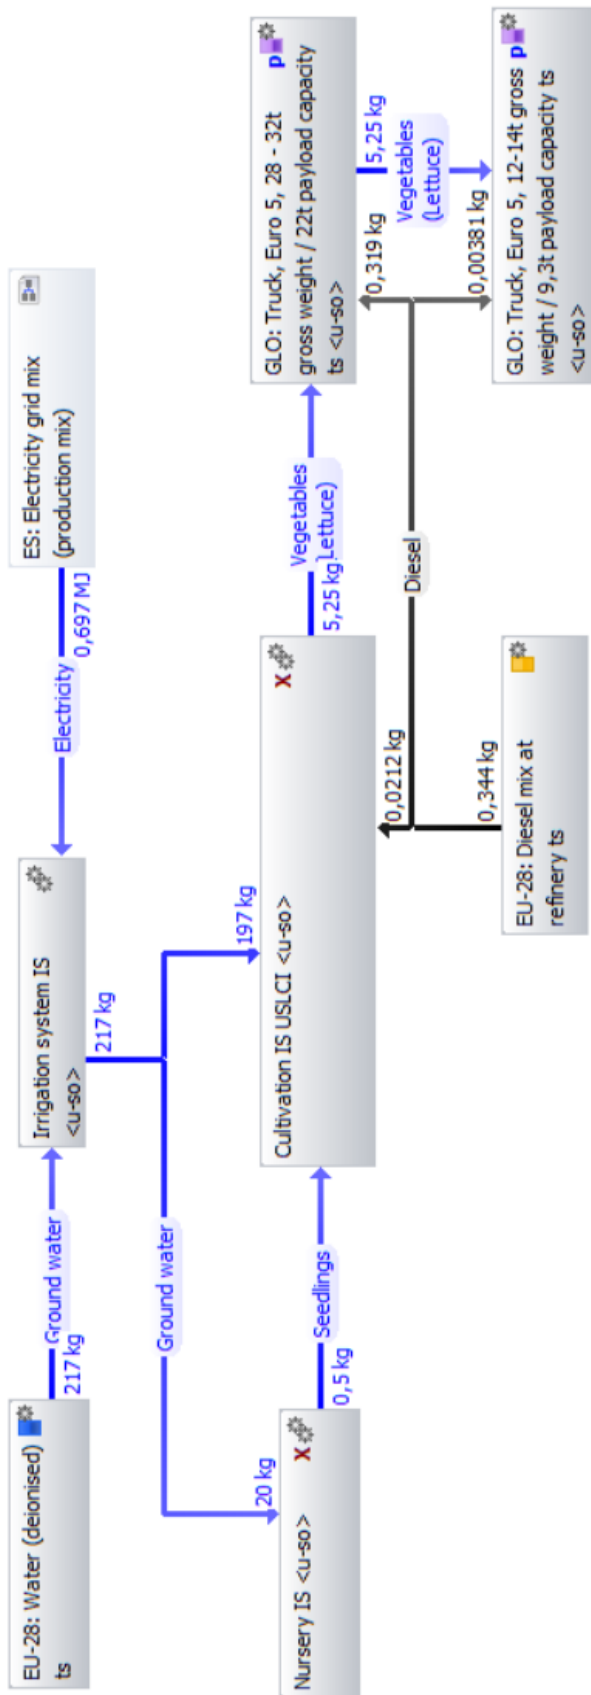 EU-28: Water (deionised)
ts
Ground water
217 kg
Irrigation system IS
<u-so>
Electricity
0,697 MJ
ES: Electricity grid mix
(production mix)
217 kg
Ground water
20 kg
197 kg
Nursery IS <u-so>
X
Seedlings
0,5 kg
Cultivation IS USLCI <u-so>
X
Vegetables
(Lettuce)
5,25 kg
GLO: Truck, Euro 5, 28 - 32t
gross weight / 22t payload capacity
ts <u-so>
p
0,0212 kg
Diesel
0,319 kg
5,25 kg
Vegetables
(Lettuce)
0,344 kg
0,00381 kg
EU-28: Diesel mix at
refinery ts
GLO: Truck, Euro 5, 12-14t gross
weight / 9,3t payload capacity ts
<u-so>
p